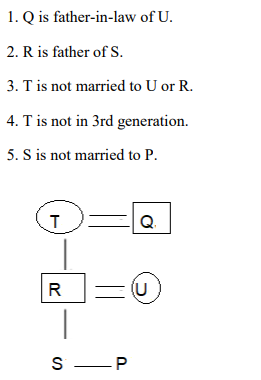 1. Q is father-in-law of U.
2. R is father of S.
3. T is not married to U or R.
4. T is not in 3rd generation.
5. S is not married to P.
T Q.
R U
S P